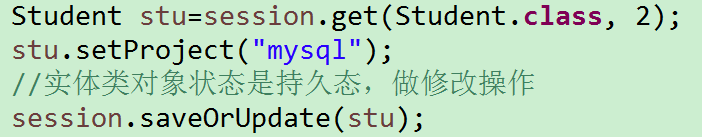 Student stu=session.get(Student.class, 2);
stu.setProject("mysql");
//实体类对象状态是持久态，做修改操作
session.saveOrUpdate(stu);